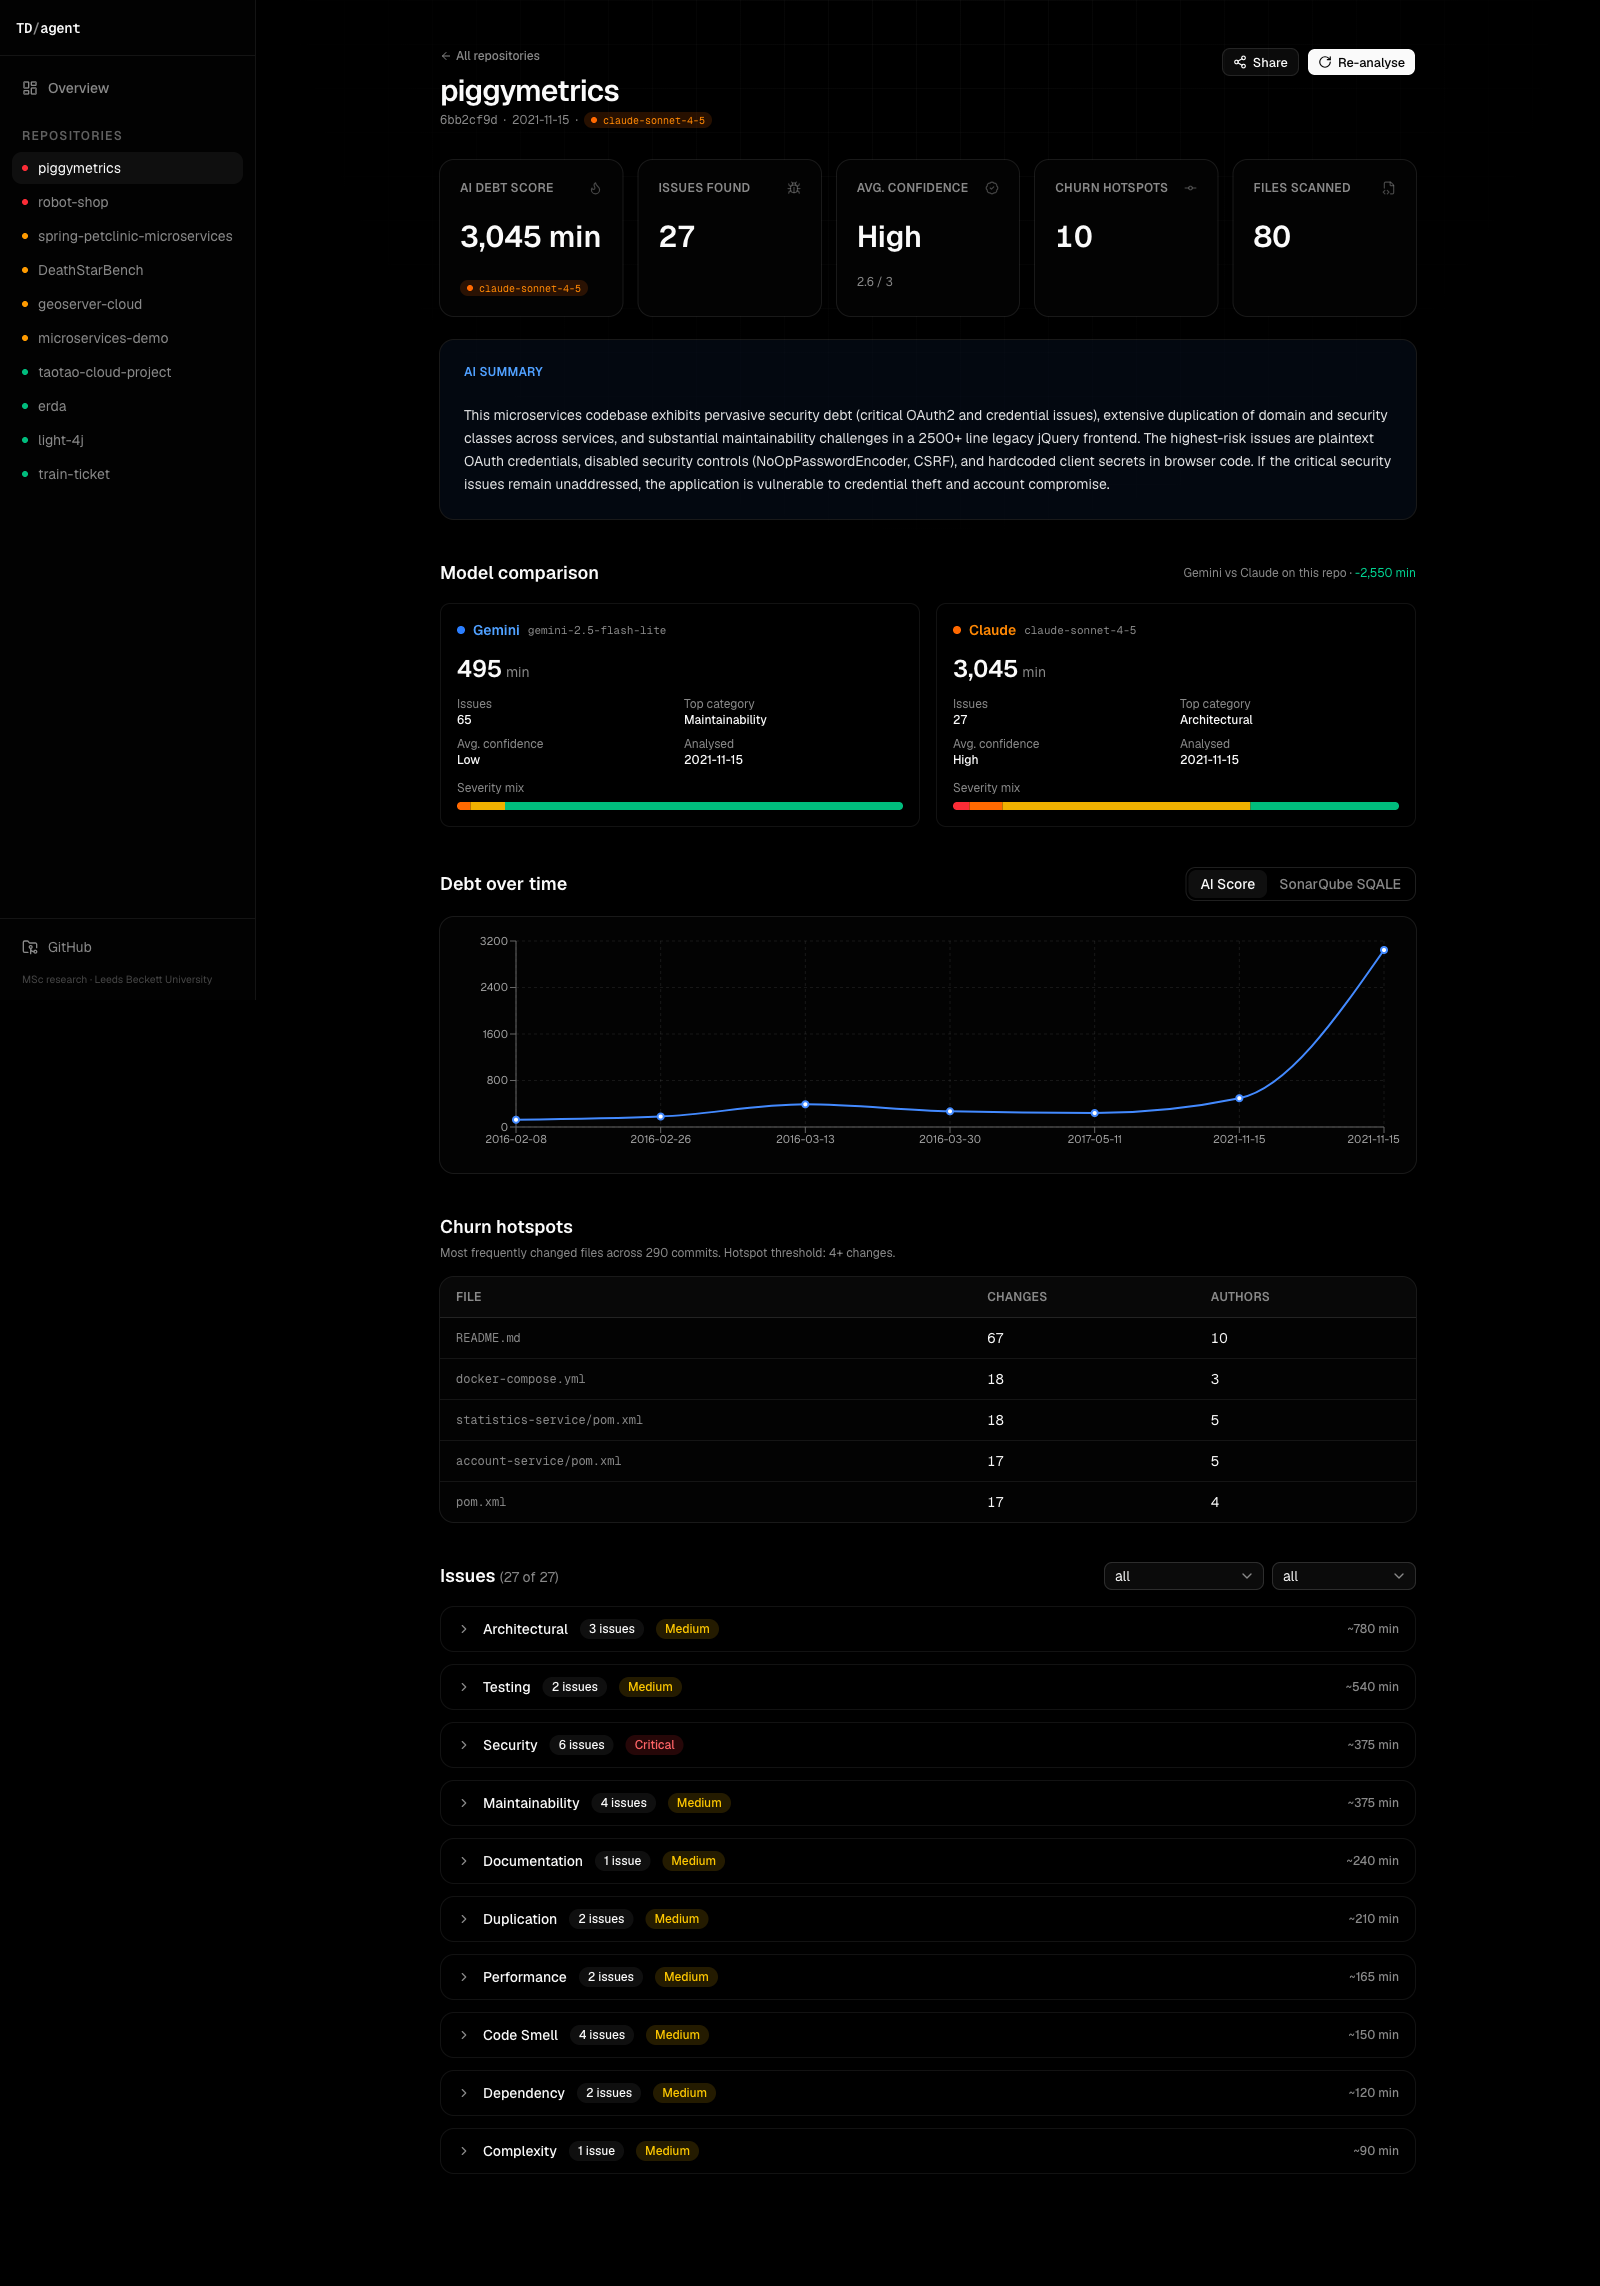 TD/agent
Overview
REPOSITORIES
piggymetrics
robot-shop
spring-petclinic-microservices
DeathStarBench
geoserver-cloud
microservices-demo
taotao-cloud-project
erda
light-4j
train-ticket
GitHub
MSc research · Leeds Beckett University
← All repositories
Share
Re-analyse
piggymetrics
6bb2cf9d · 2021-11-15 · claude-sonnet-4-5
AI DEBT SCORE
3,045 min
claude-sonnet-4-5
ISSUES FOUND
27
AVG. CONFIDENCE
High
2.6 / 3
CHURN HOTSPOTS
10
FILES SCANNED
80
AI SUMMARY
This microservices codebase exhibits pervasive security debt (critical OAuth2 and credential issues), extensive duplication of domain and security
classes across services, and substantial maintainability challenges in a 2500+ line legacy jQuery frontend. The highest-risk issues are plaintext
OAuth credentials, disabled security controls (NoOpPasswordEncoder, CSRF), and hardcoded client secrets in browser code. If the critical security
issues remain unaddressed, the application is vulnerable to credential theft and account compromise.
Model comparison
Gemini vs Claude on this repo · -2,550 min
Gemini gemini-2.5-flash-lite
495 min
Issues
65
Top category
Maintainability
Avg. confidence
Low
Analysed
2021-11-15
Severity mix
Claude claude-sonnet-4-5
3,045 min
Issues
27
Top category
Architectural
Avg. confidence
High
Analysed
2021-11-15
Severity mix
Debt over time
AI Score
SonarQube SQALE
3200
2400
1600
800
0
2016-02-08
2016-02-26
2016-03-13
2016-03-30
2017-05-11
2021-11-15
2021-11-15
Churn hotspots
Most frequently changed files across 290 commits. Hotspot threshold: 4+ changes.
FILE CHANGES AUTHORS
README.md 67 10
docker-compose.yml 18 3
statistics-service/pom.xml 18 5
account-service/pom.xml 17 5
pom.xml 17 4
Issues (27 of 27)
all
all
Architectural 3 issues Medium ~780 min
Testing 2 issues Medium ~540 min
Security 6 issues Critical ~375 min
Maintainability 4 issues Medium ~375 min
Documentation 1 issue Medium ~240 min
Duplication 2 issues Medium ~210 min
Performance 2 issues Medium ~165 min
Code Smell 4 issues Medium ~150 min
Dependency 2 issues Medium ~120 min
Complexity 1 issue Medium ~90 min